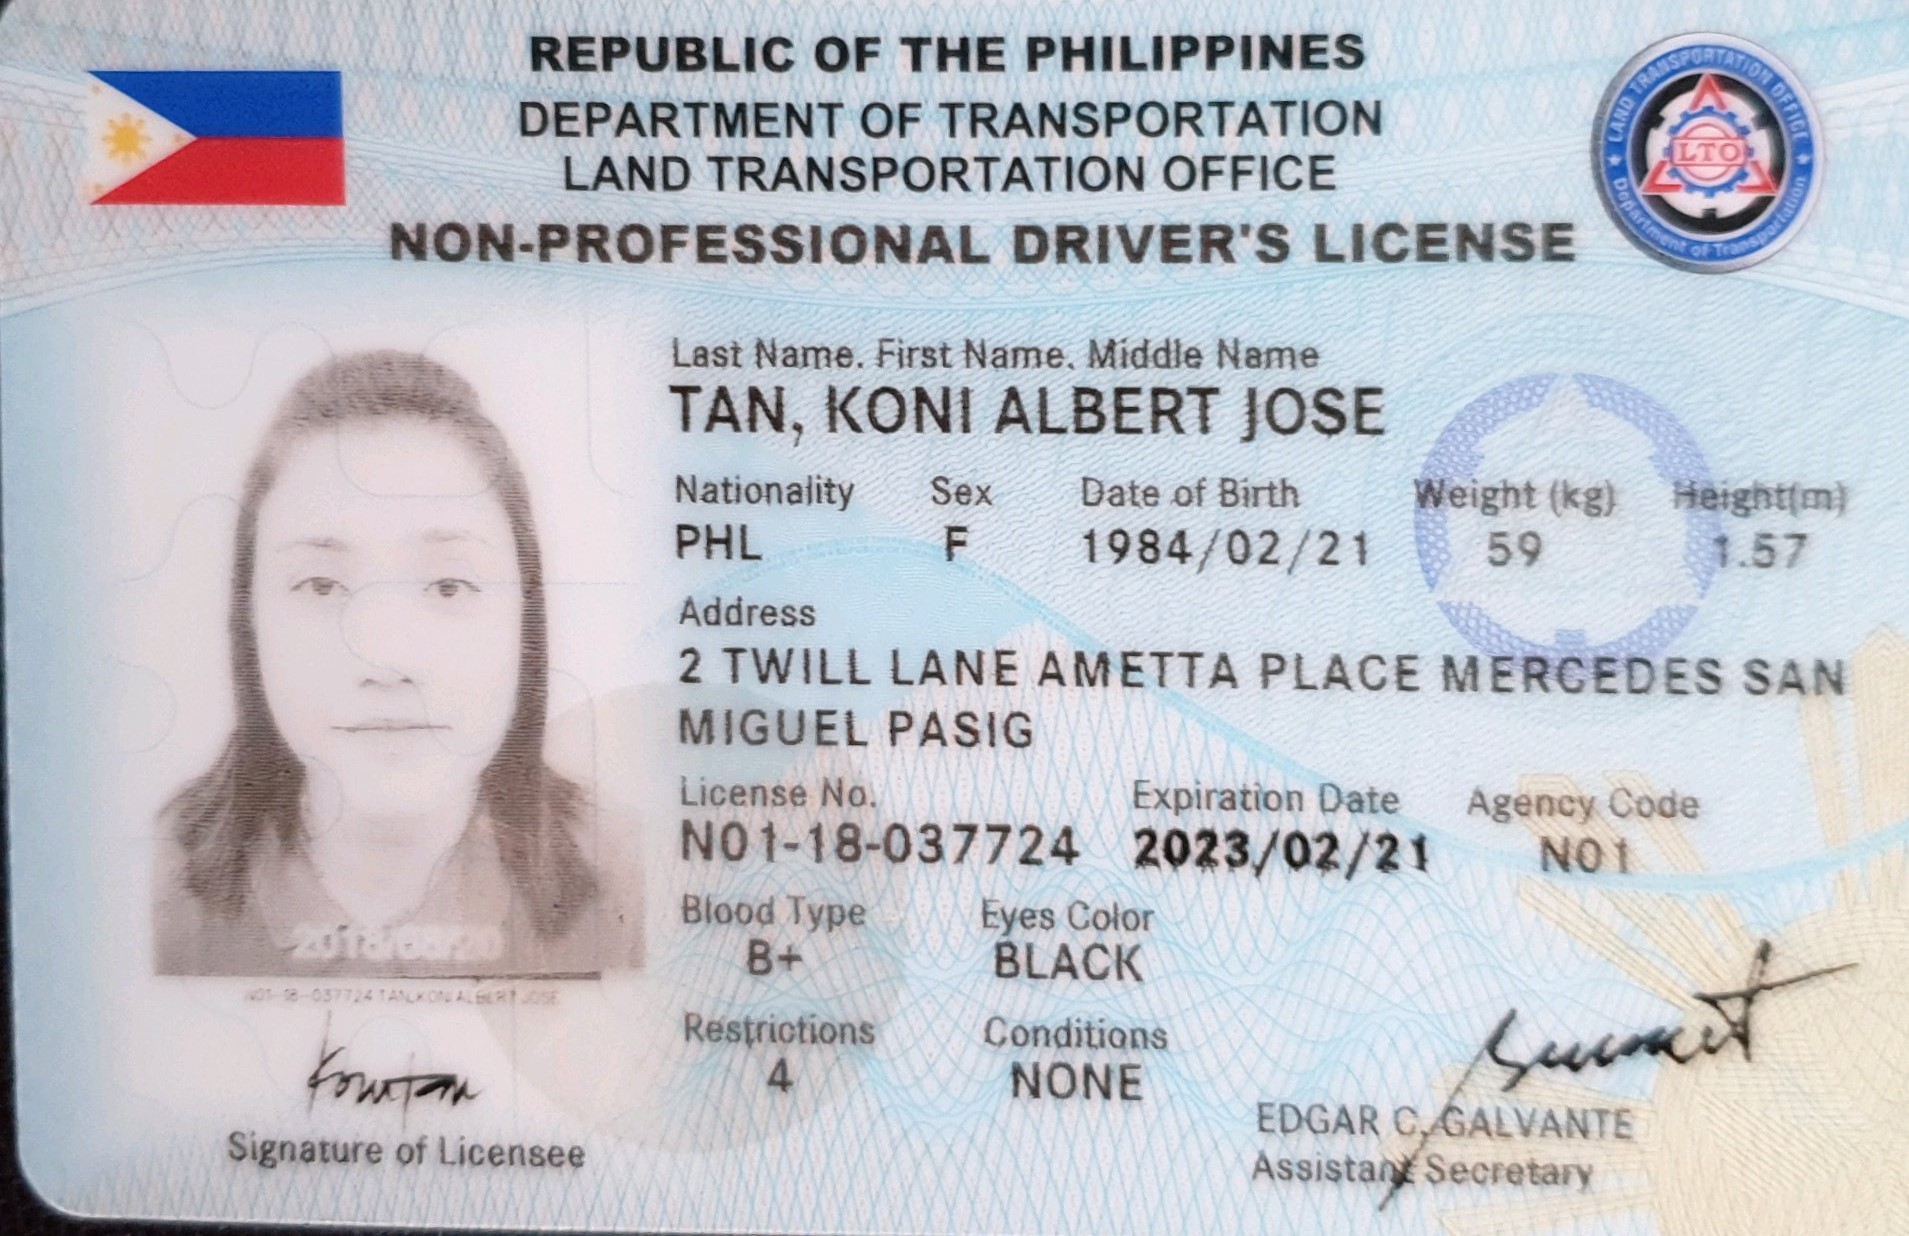 REPUBLIC OF THE PHILIPPINES
DEPARTMENT OF TRANSPORTATION
LAND TRANSPORTATION OFFICE
NON-PROFESSIONAL DRIVER'S LICENSE
LAND TRANSPORTATION OFFICE
LTO
Department of Transportation
Last Name. First Name. Middle Name
TAN, KONI ALBERT JOSE
Nationality Sex Date of Birth Weight (kg) Height(m)
PHL F 1984/02/21 59 1.57
Address
2 TWILL LANE AMETTA PLACE MERCEDES SAN
MIGUEL PASIG
License No. Expiration Date Agency Code
N01-18-037724 2023/02/21 N01
Blood Type Eyes Color
B+ BLACK
Restrictions Conditions
4 NONE
N01-18-037724 TAN,KONI ALBERT JOSE
Signature of Licensee
EDGAR C. GALVANTE
Assistant Secretary